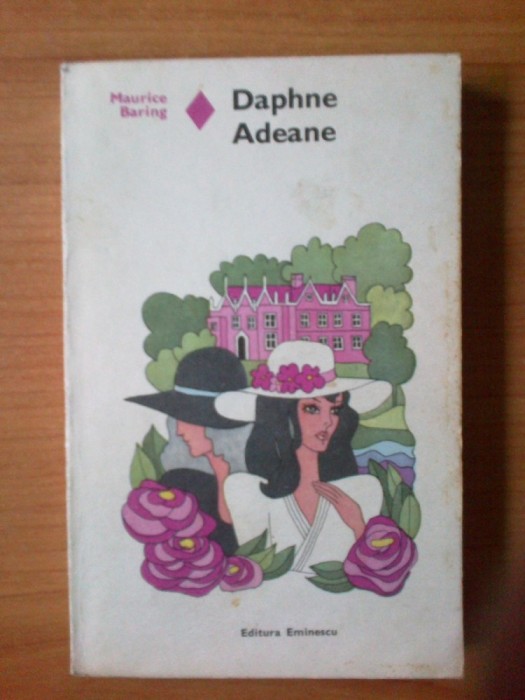 Maurice
Baring
Daphne
Adeane
Editura Eminescu